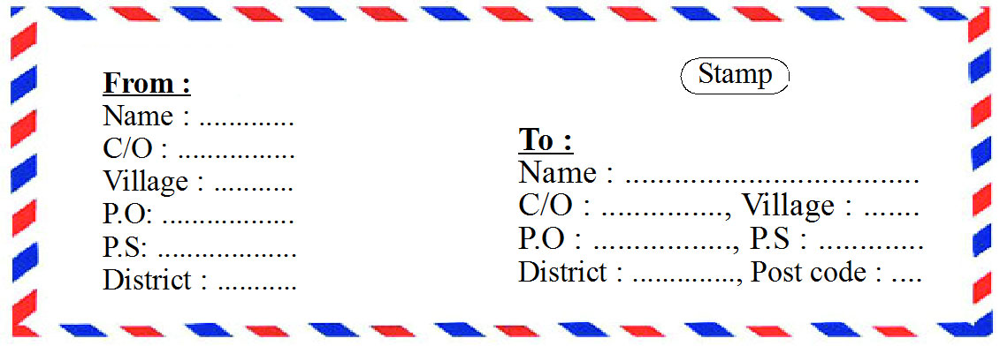 From :
Name : ............
C/O : ...............
Village : ..........
P.O: .................
P.S: ..................
District : ..........
Stamp
To :
Name : .....................................
C/O : ..............., Village : .......
P.O : ................., P.S : .............
District : ............., Post code : ....